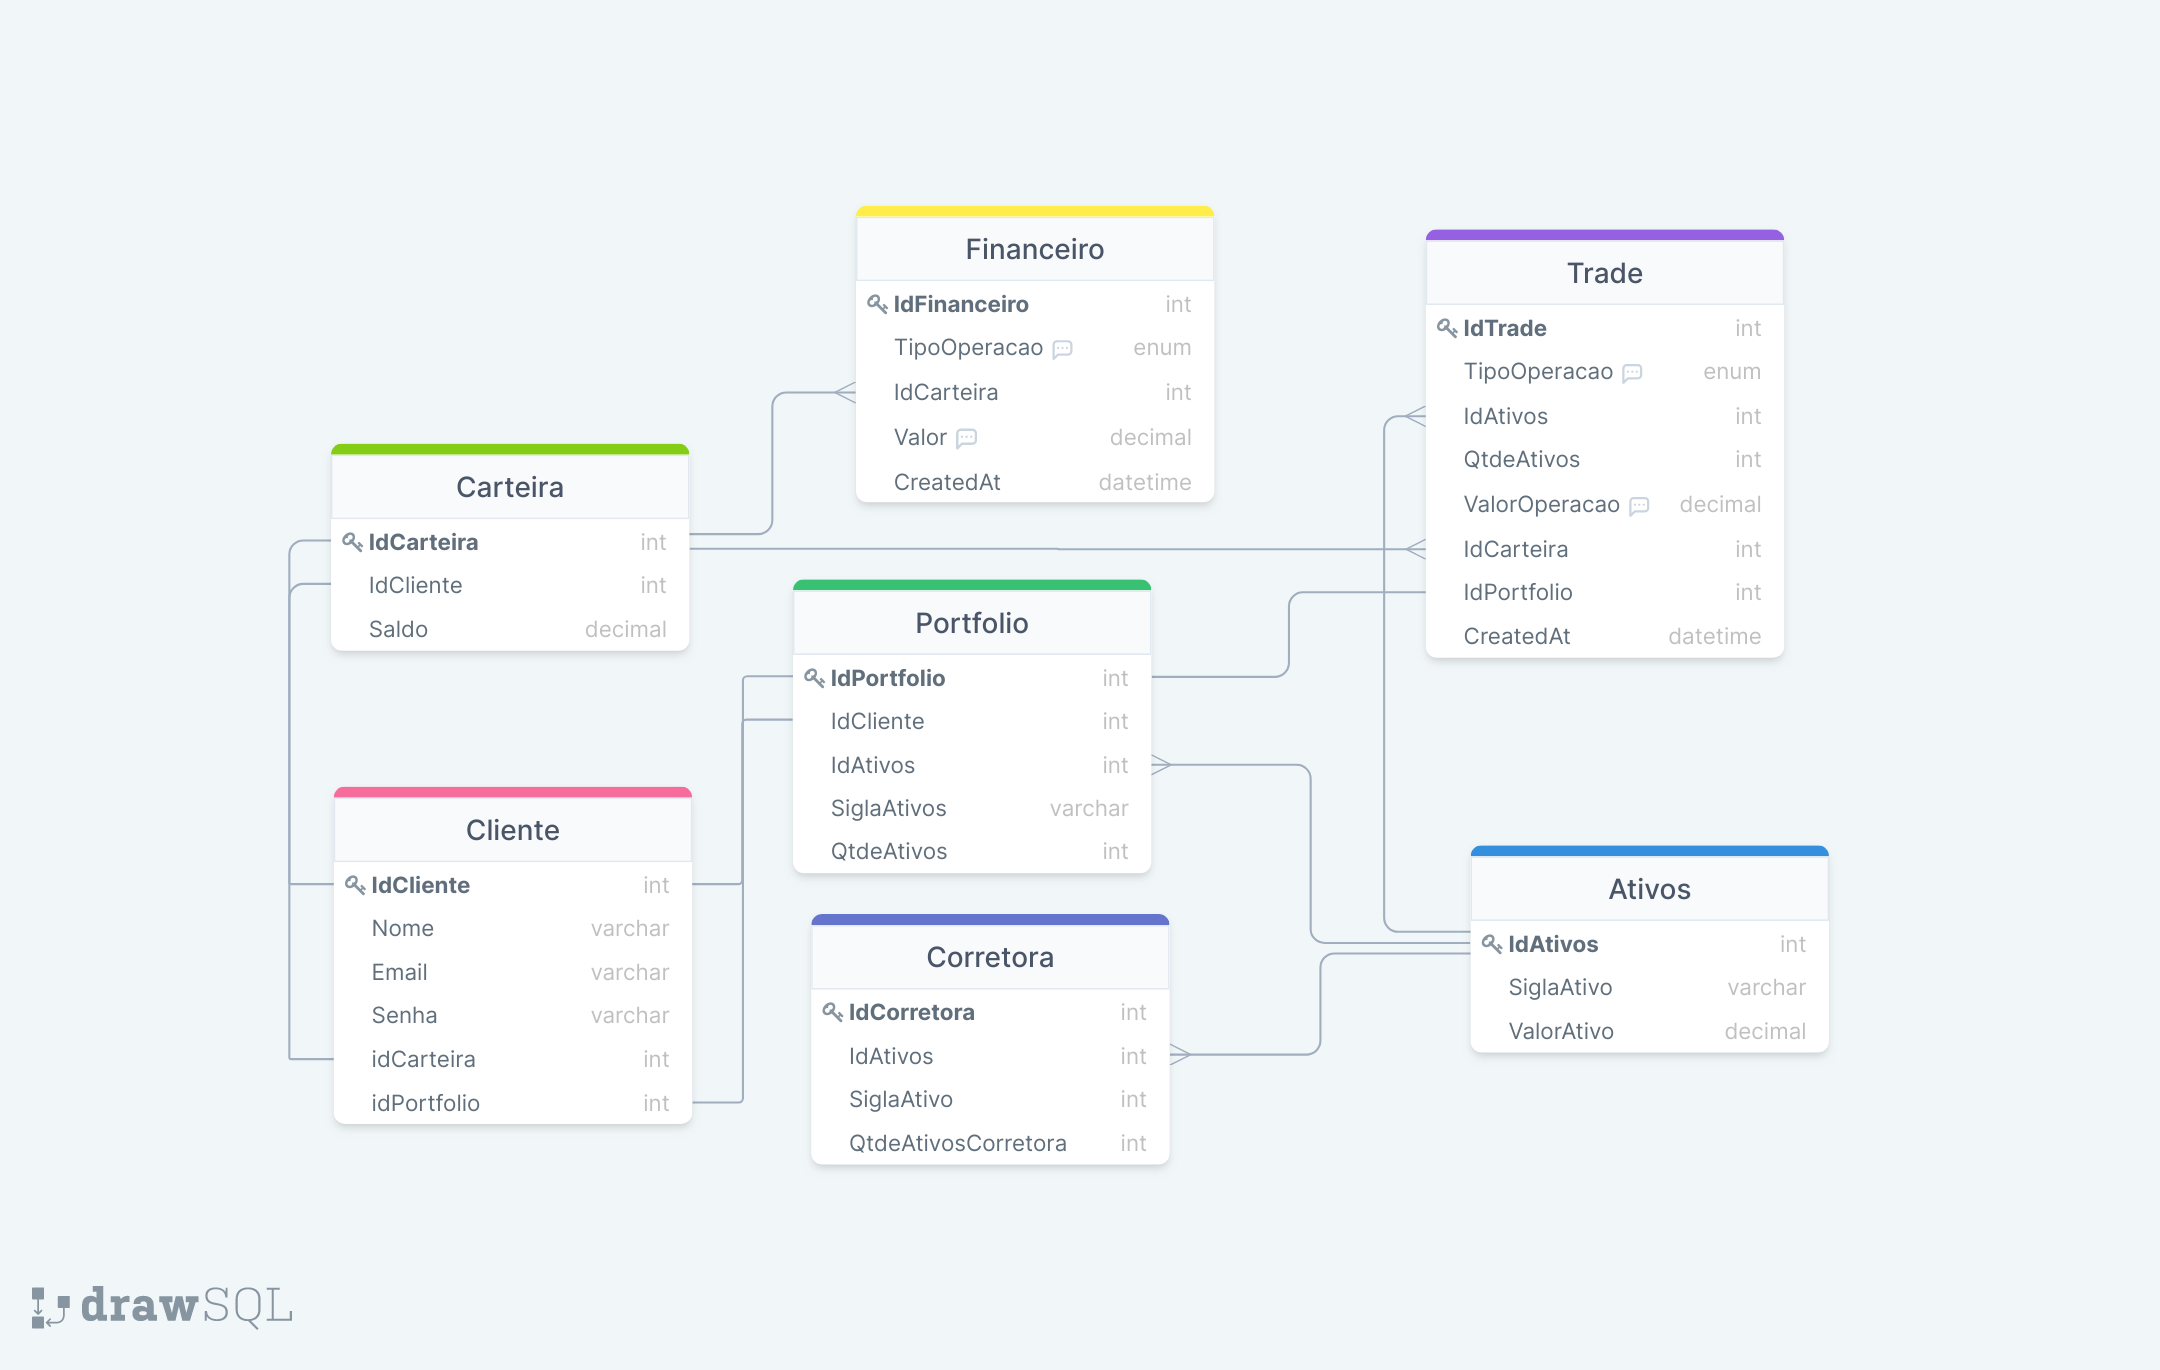 Financeiro
IdFinanceiro int
TipoOperacao enum
IdCarteira int
Valor decimal
CreatedAt datetime
Trade
IdTrade int
TipoOperacao enum
IdAtivos int
QtdeAtivos int
ValorOperacao decimal
IdCarteira int
IdPortfolio int
CreatedAt datetime
Carteira
IdCarteira int
IdCliente int
Saldo decimal
Portfolio
IdPortfolio int
IdCliente int
IdAtivos int
SiglaAtivos varchar
QtdeAtivos int
Cliente
IdCliente int
Nome varchar
Email varchar
Senha varchar
idCarteira int
idPortfolio int
Corretora
IdCorretora int
IdAtivos int
SiglaAtivo int
QtdeAtivosCorretora int
Ativos
IdAtivos int
SiglaAtivo varchar
ValorAtivo decimal
drawSQL